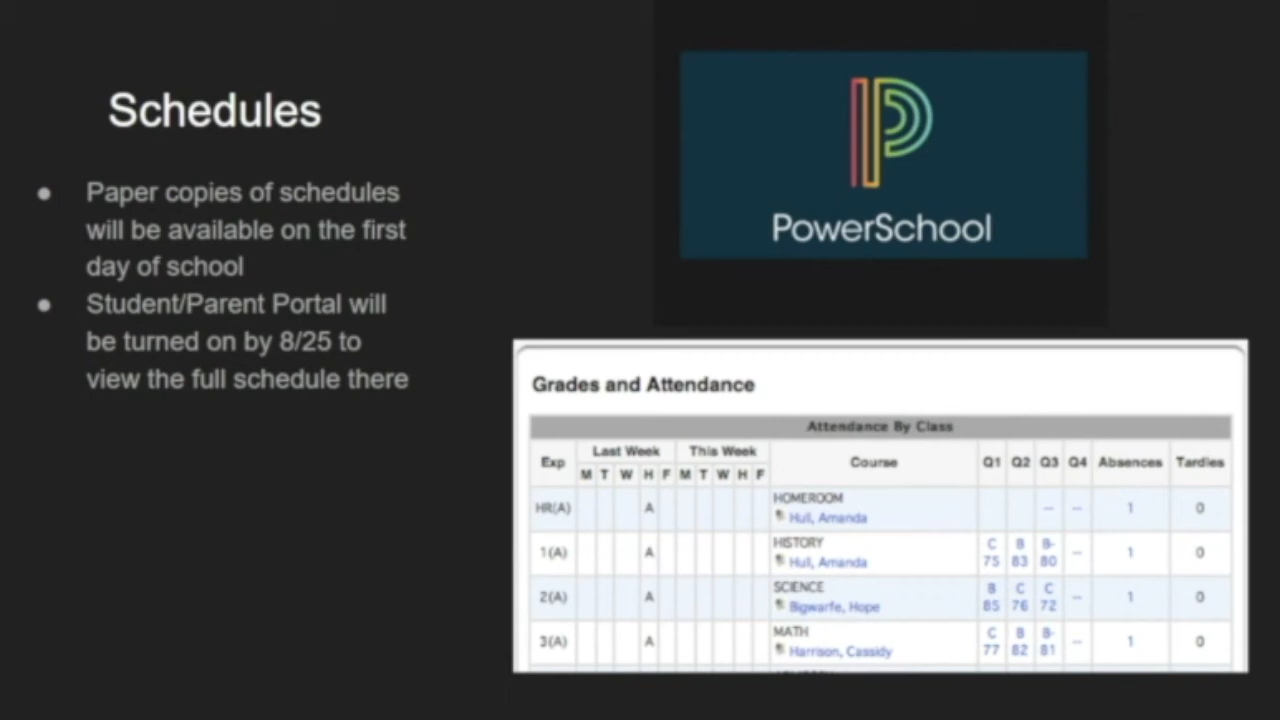 Schedules
● Paper copies of schedules
will be available on the first
day of school
● Student/Parent Portal will
be turned on by 8/25 to
view the full schedule there
PowerSchool
Grades and Attendance
Attendance By Class
Exp Last Week This Week Course Q1 Q2 Q3 Q4 Absences Tardies
M T W H F M T W H F
HR(A) A HOMEROOM -- -- 1 0
Hull, Amanda
1(A) A HISTORY C B B- -- 1 0
Hull, Amanda 75 83 80
2(A) A SCIENCE B C C -- 1 0
Bigwarfe, Hope 85 76 72
3(A) A MATH C B B- -- 1 0
Harrison, Cassidy 77 82 81